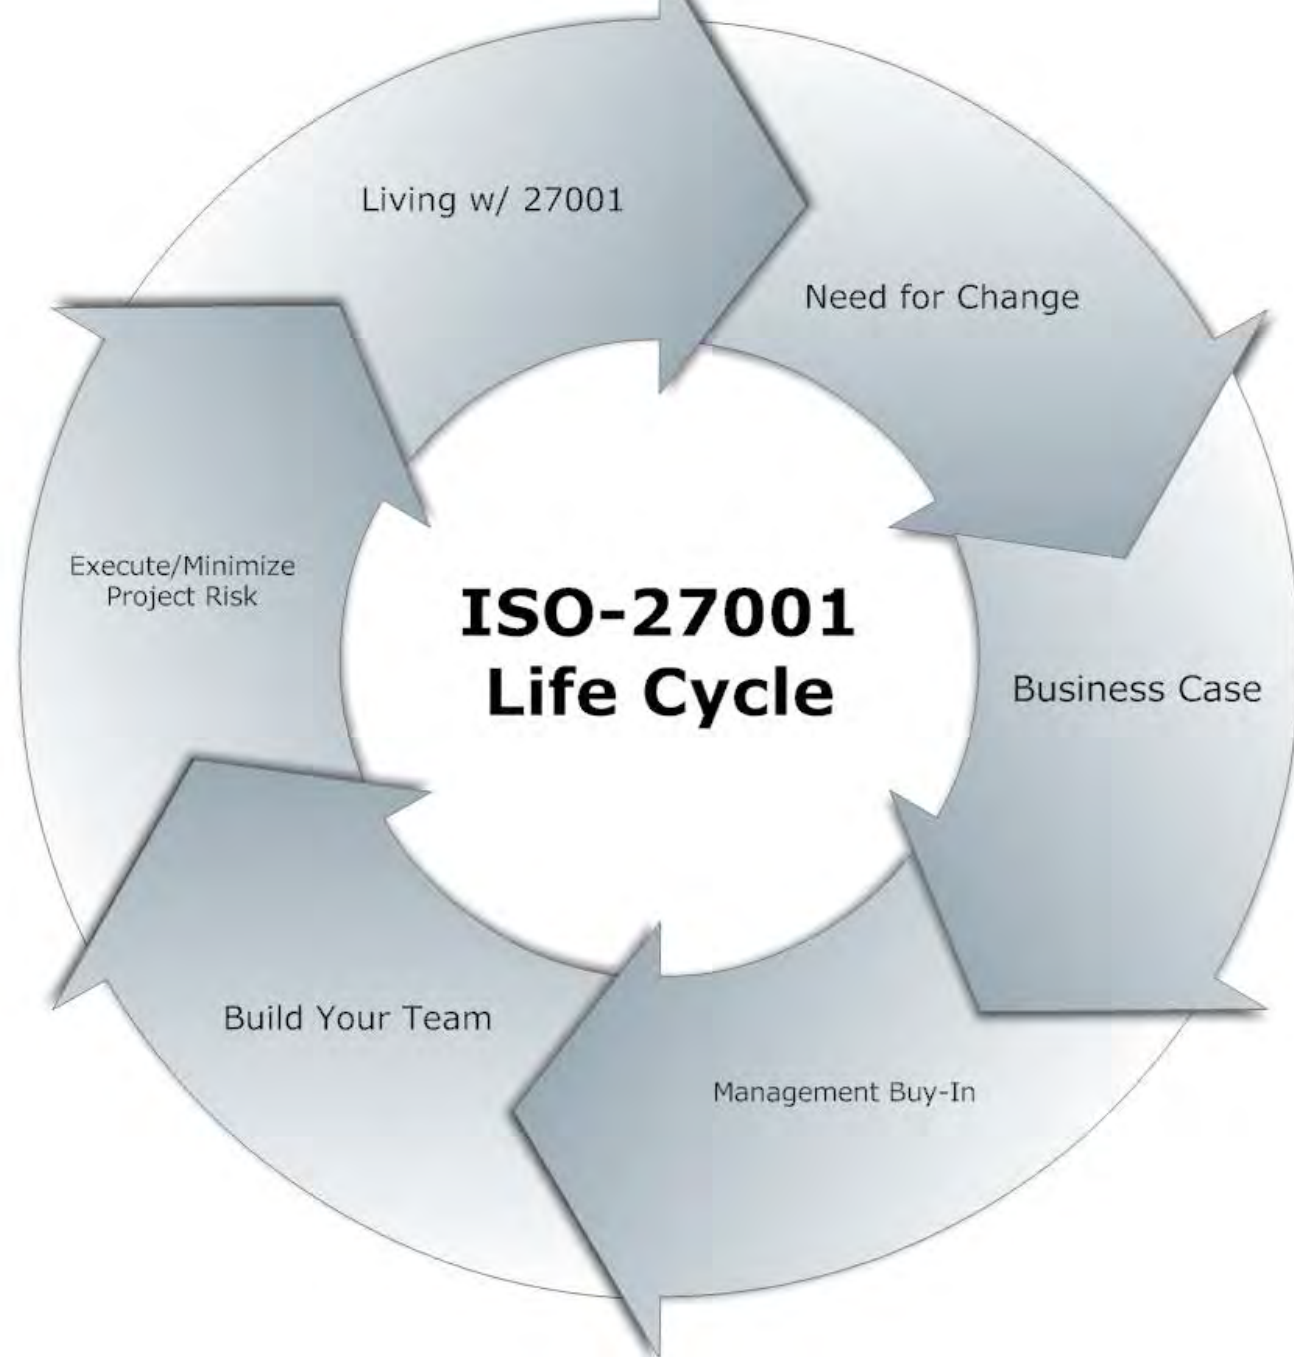 Living w/ 27001
Need for Change
Execute/Minimize
Project Risk
ISO-27001
Life Cycle
Business Case
Build Your Team
Management Buy-In